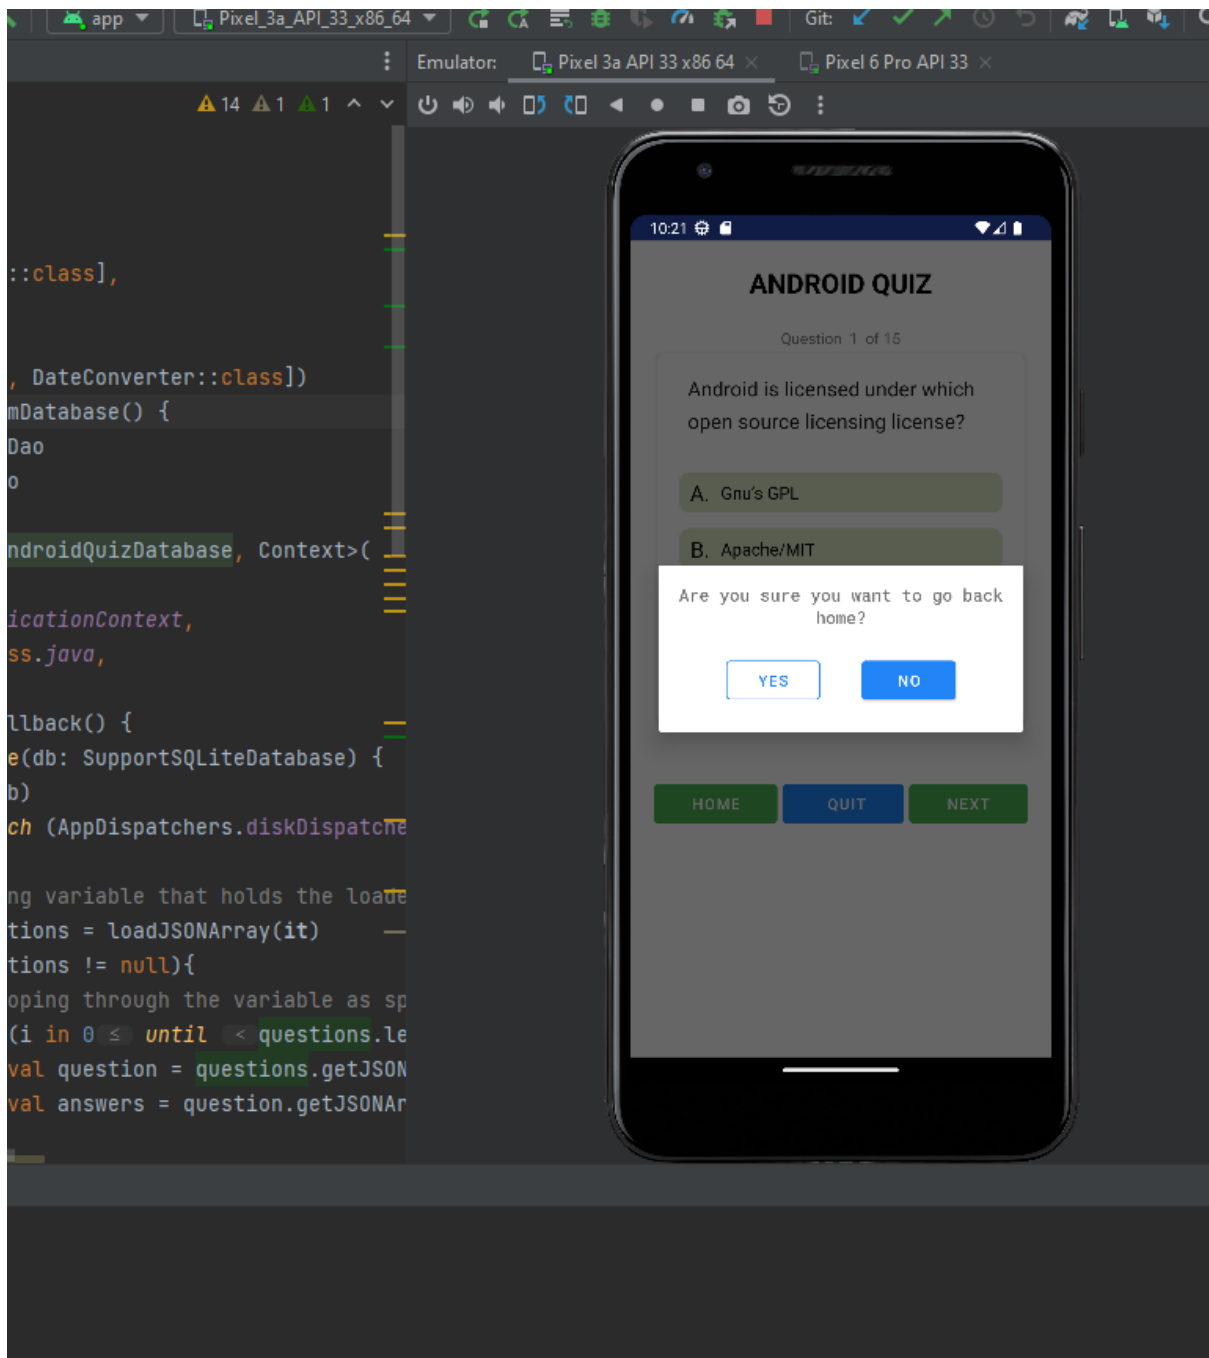 app
Pixel_3a_API_33_x86_64
Git:
Emulator:
Pixel 3a API 33 x86 64
Pixel 6 Pro API 33
14 1 1
::class],
, DateConverter::class])
mDatabase() {
Dao
o
ndroidQuizDatabase, Context>(
icationContext,
ss.java,
llback() {
e(db: SupportSQLiteDatabase) {
b)
ch (AppDispatchers.diskDispatche
ng variable that holds the loade
tions = loadJSONArray(it)
tions != null){
oping through the variable as sp
(i in 0 ≤ until < questions.le
val question = questions.getJSON
val answers = question.getJSONAr
10:21
ANDROID QUIZ
Question 1 of 15
Android is licensed under which
open source licensing license?
A. Gnu's GPL
B. Apache/MIT
Are you sure you want to go back
home?
YES
NO
HOME
QUIT
NEXT